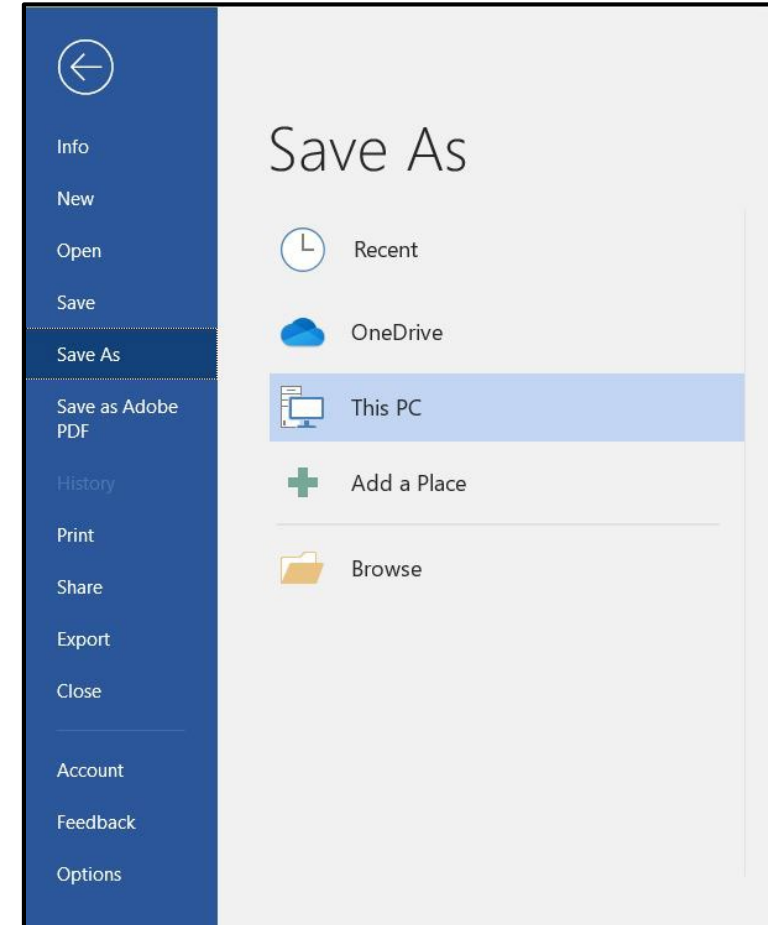 Info
New
Open
Save
Save As
Save as Adobe
PDF
History
Print
Share
Export
Close
Account
Feedback
Options
Save As
Recent
OneDrive
This PC
Add a Place
Browse